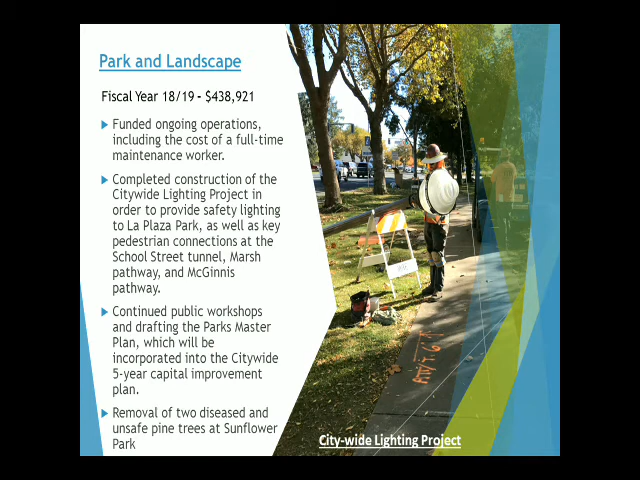 Park and Landscape
Fiscal Year 18/19 - $438,921
Funded ongoing operations,
including the cost of a full-time
maintenance worker.
Completed construction of the
Citywide Lighting Project in
order to provide safety lighting
to La Plaza Park, as well as key
pedestrian connections at the
School Street tunnel, Marsh
pathway, and McGinnis
pathway.
Continued public workshops
and drafting the Parks Master
Plan, which will be
incorporated into the Citywide
5-year capital improvement
plan.
Removal of two diseased and
unsafe pine trees at Sunflower
Park
City-wide Lighting Project